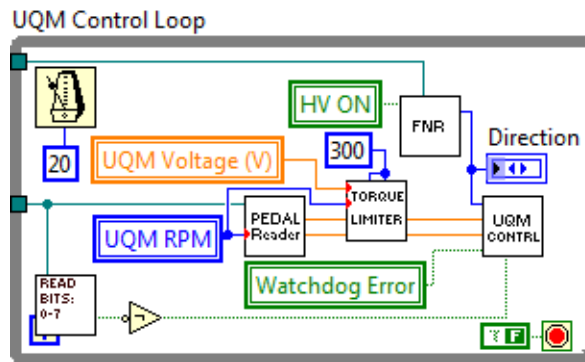 UQM Control Loop
HV ON
FNR
Direction
20
UQM Voltage (V)
300
TORQUE
LIMITER
UQM RPM
PEDAL
Reader
UQM
CONTRL
Watchdog Error
READ
BITS:
0-7
F